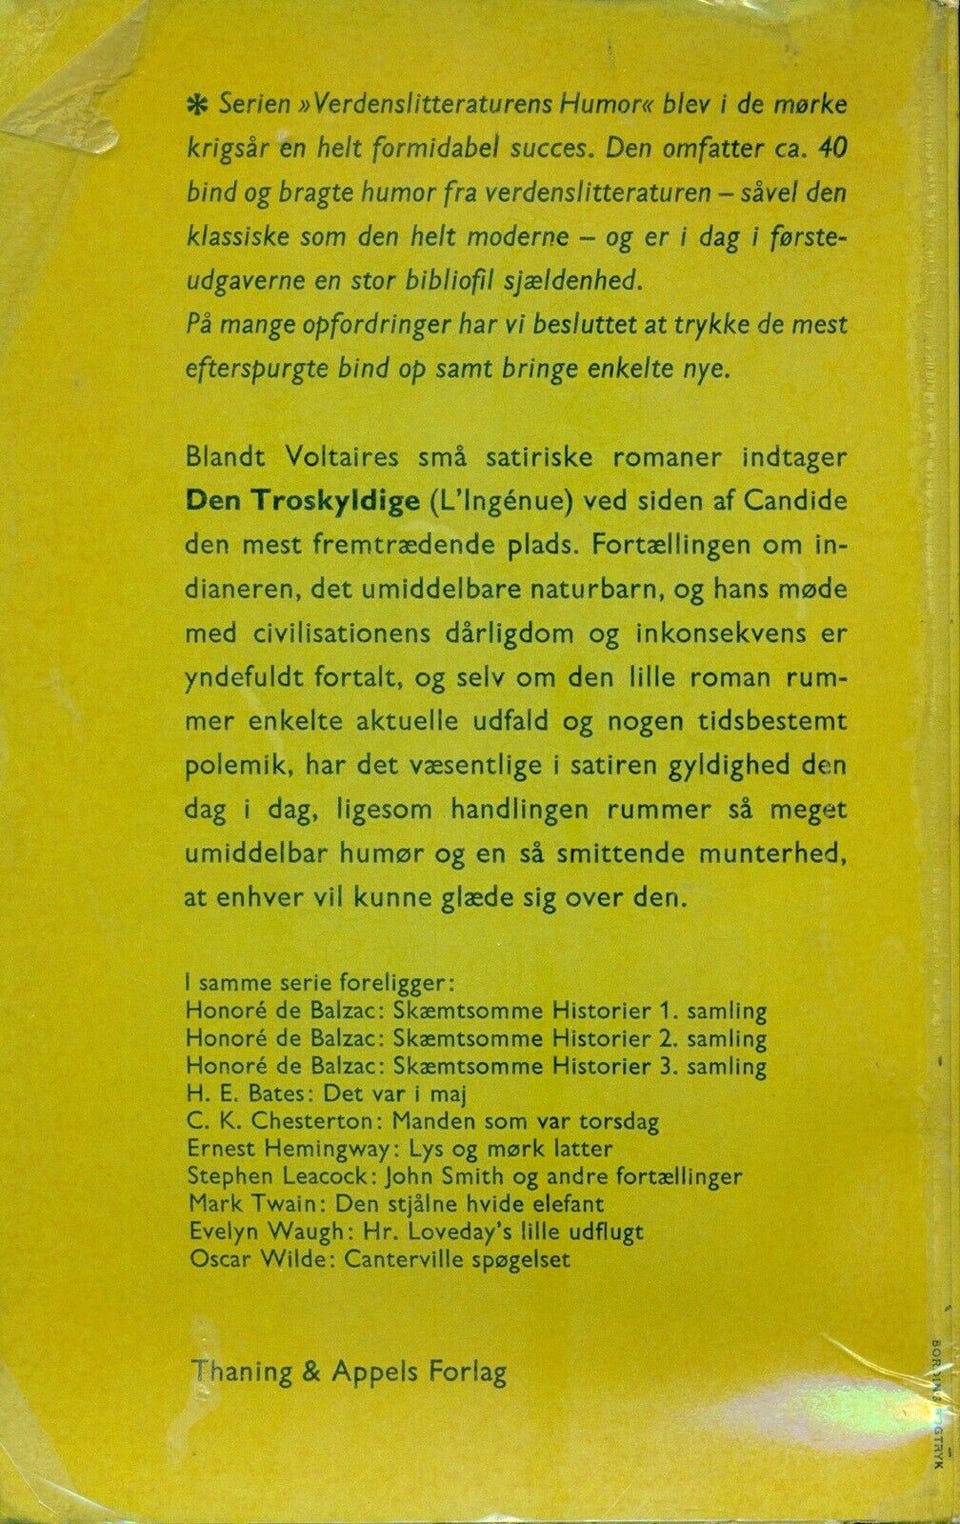 * Serien »Verdenslitteraturens Humor« blev i de mørke
krigsår en helt formidabel succes. Den omfatter ca. 40
bind og bragte humor fra verdenslitteraturen – såvel den
klassiske som den helt moderne – og er i dag i første-
udgaverne en stor bibliofil sjældenhed.
På mange opfordringer har vi besluttet at trykke de mest
efterspurgte bind op samt bringe enkelte nye.
Blandt Voltaires små satiriske romaner indtager
Den Troskyldige (L'Ingénue) ved siden af Candide
den mest fremtrædende plads. Fortællingen om in-
dianeren, det umiddelbare naturbarn, og hans møde
med civilisationens dårligdom og inkonsekvens er
yndefuldt fortalt, og selv om den lille roman rum-
mer enkelte aktuelle udfald og nogen tidsbestemt
polemik, har det væsentlige i satiren gyldighed den
dag i dag, ligesom handlingen rummer så meget
umiddelbar humør og en så smittende munterhed,
at enhver vil kunne glæde sig over den.
I samme serie foreligger:
Honoré de Balzac: Skæmtsomme Historier 1. samling
Honoré de Balzac: Skæmtsomme Historier 2. samling
Honoré de Balzac: Skæmtsomme Historier 3. samling
H. E. Bates: Det var i maj
C. K. Chesterton: Manden som var torsdag
Ernest Hemingway: Lys og mørk latter
Stephen Leacock: John Smith og andre fortællinger
Mark Twain: Den stjålne hvide elefant
Evelyn Waugh: Hr. Loveday's lille udflugt
Oscar Wilde: Canterville spøgelset
Thaning & Appels Forlag